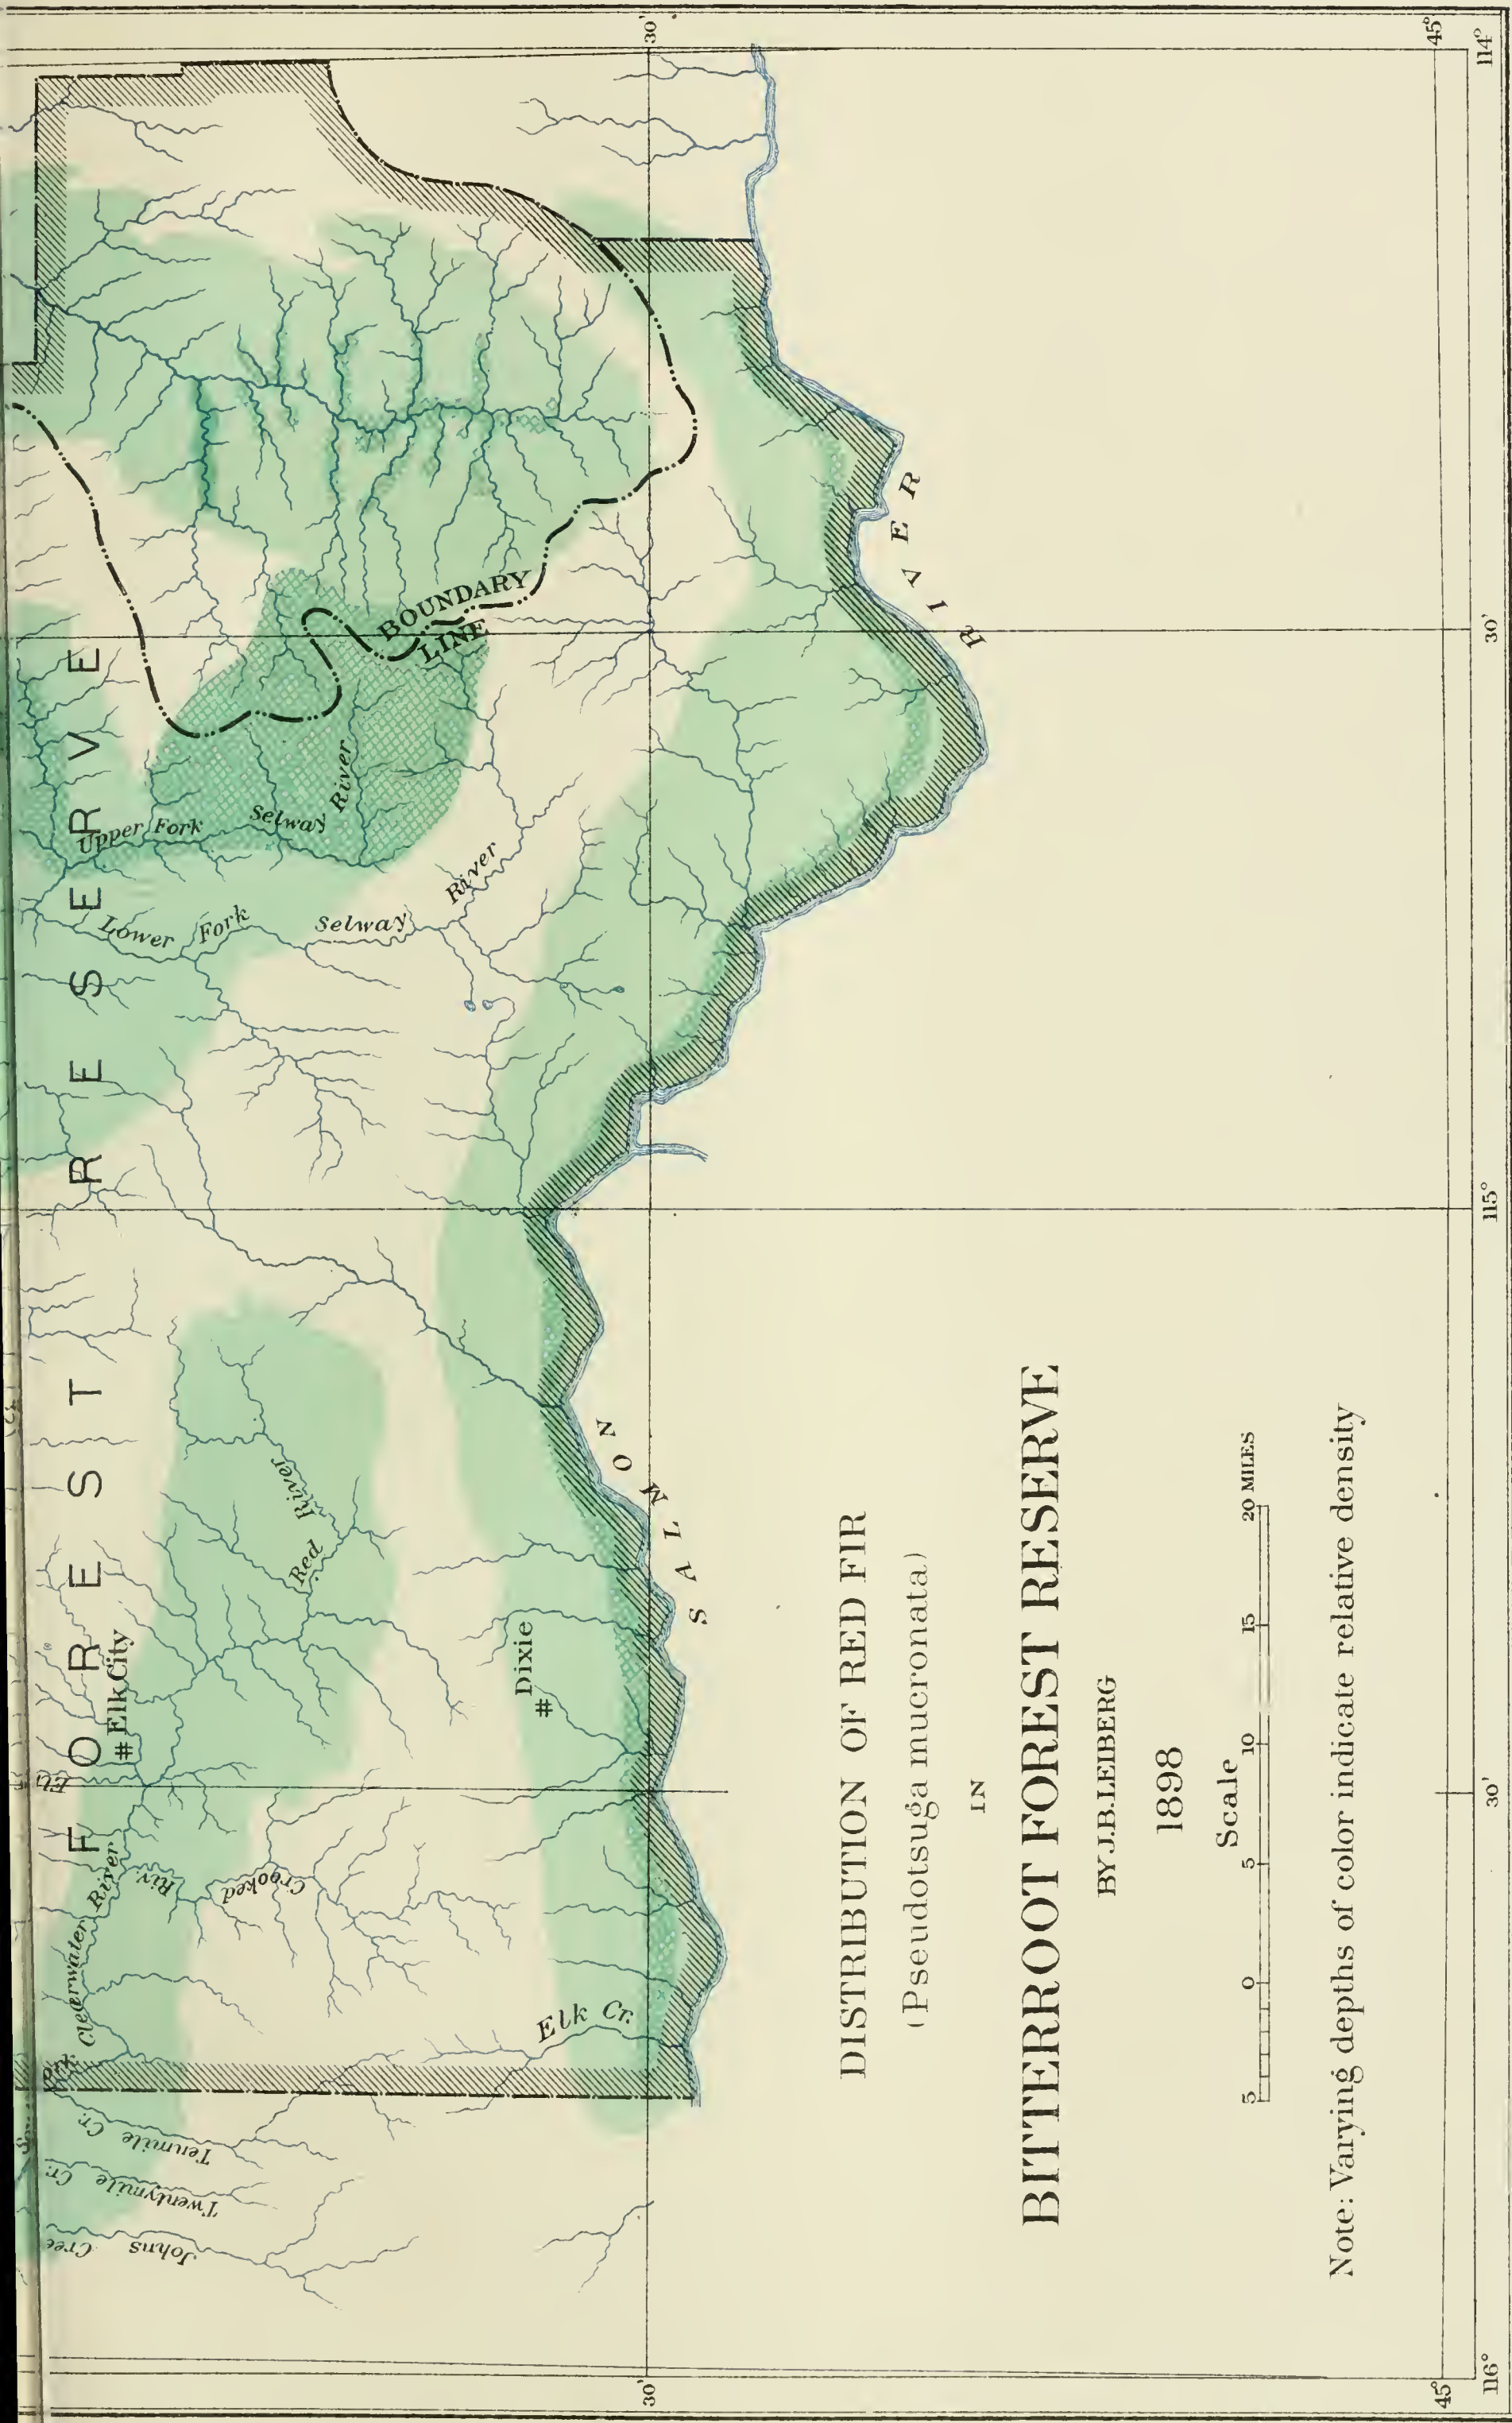 FOREST RESERVE
Clearwater River
Elk City
Upper Fork Selway River
Lower Fork Selway River
BOUNDARY
LINE
Johns
Twentymile Cr.
Tenmile Cr.
Crooked Riv.
Red River
Dixie
Elk Cr.
SALMON RIVER
30'
30'
DISTRIBUTION OF RED FIR
(Pseudotsuga mucronata)
IN
BITTERROOT FOREST RESERVE
BY J.B.LEIBERG
1898
Scale
5 0 5 10 15 20 MILES
Note: Varying depths of color indicate relative density
45° 45°
116° 30' 115° 30' 114°